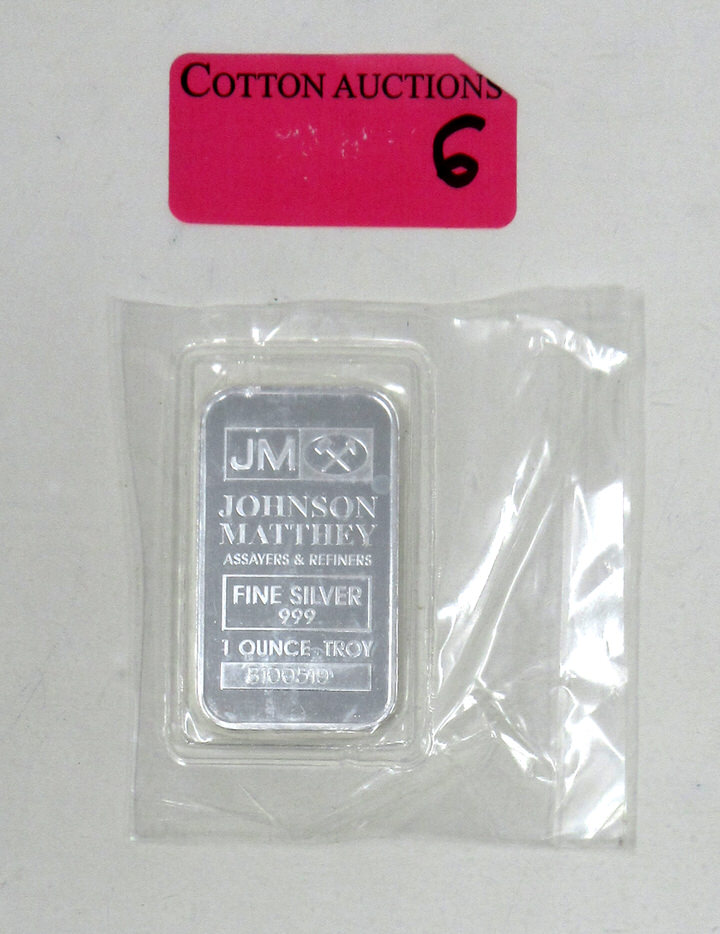 COTTON AUCTIONS
6
JM
JOHNSON
MATTHEY
ASSAYERS & REFINERS
FINE SILVER
999
1 OUNCE TROY